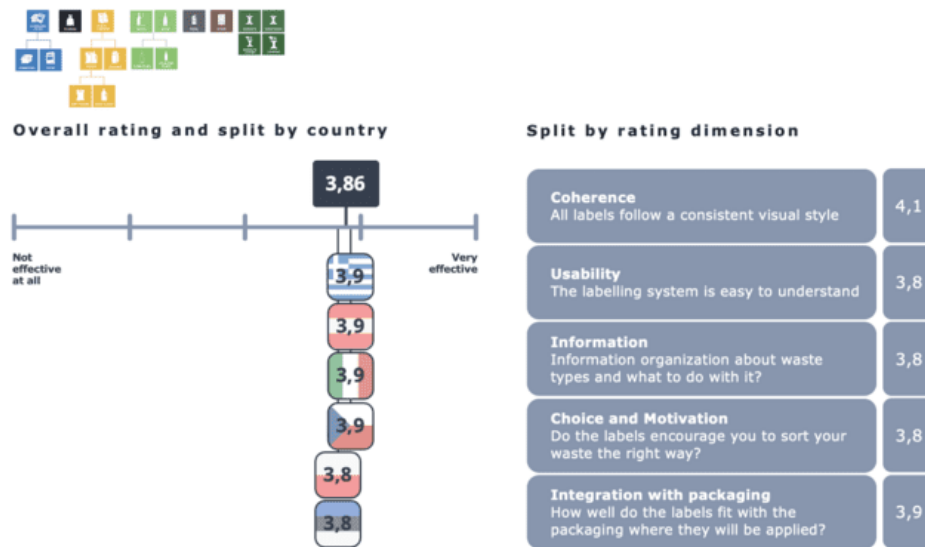 Overall rating and split by country
3,86
Not
effective
at all
Very
effective
3,9
3,9
3,9
3,9
3,8
3,8
Split by rating dimension
Coherence
All labels follow a consistent visual style
4,1
Usability
The labelling system is easy to understand
3,8
Information
Information organization about waste
types and what to do with it?
3,8
Choice and Motivation
Do the labels encourage you to sort your
waste the right way?
3,8
Integration with packaging
How well do the labels fit with the
packaging where they will be applied?
3,9